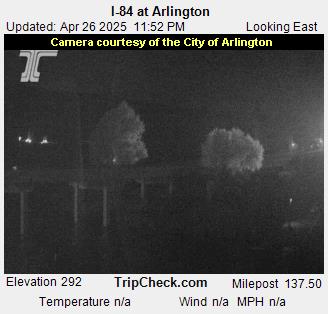 I-84 at Arlington
Updated: Apr 26 2025 11:52 PM Looking East
Camera courtesy of the City of Arlington
Elevation 292 TripCheck.com Milepost 137.50
Temperature n/a Wind n/a MPH n/a